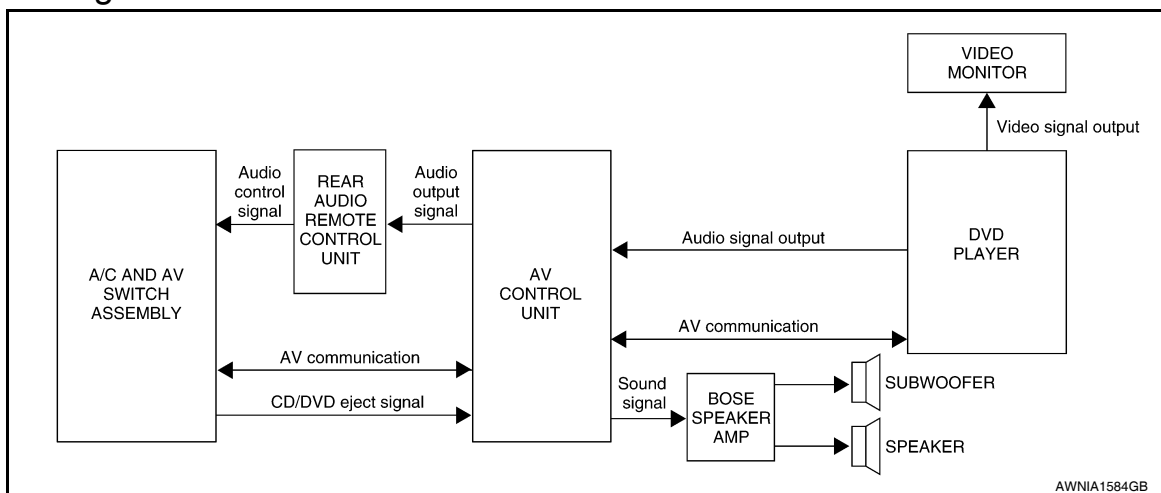 VIDEO
MONITOR
Video signal output
Audio
control
signal
REAR
AUDIO
REMOTE
CONTROL
UNIT
Audio
output
signal
A/C AND AV
SWITCH
ASSEMBLY
AV
CONTROL
UNIT
Audio signal output
DVD
PLAYER
AV communication
AV communication
CD/DVD eject signal
Sound
signal
BOSE
SPEAKER
AMP
SUBWOOFER
SPEAKER
AWNIA1584GB